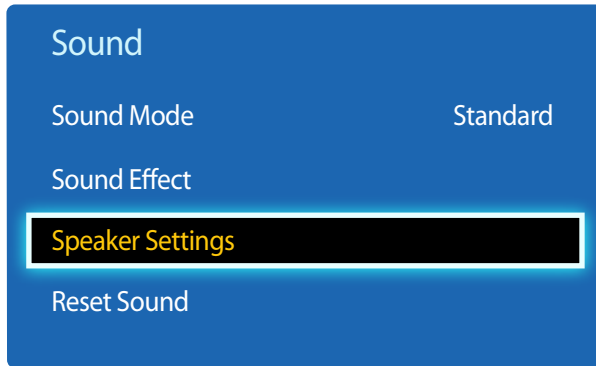 Sound
Sound Mode Standard
Sound Effect
Speaker Settings
Reset Sound